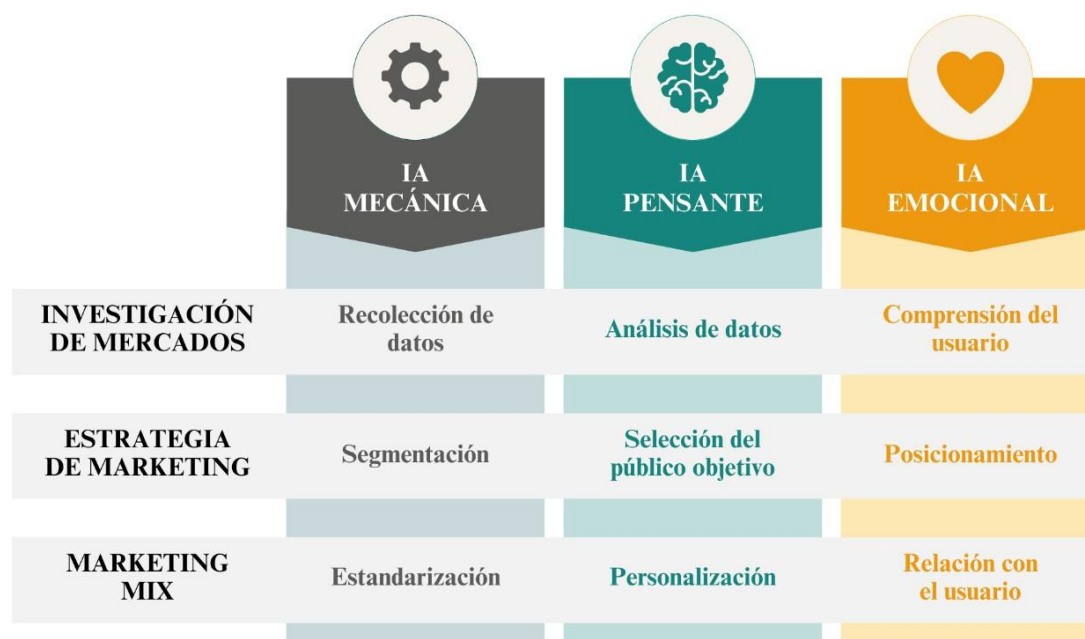 IA
MECÁNICA
IA
PENSANTE
IA
EMOCIONAL
INVESTIGACIÓN
DE MERCADOS
Recolección de
datos
Análisis de datos
Comprensión del
usuario
ESTRATEGIA
DE MARKETING
Segmentación
Selección del
público objetivo
Posicionamiento
MARKETING
MIX
Estandarización
Personalización
Relación con
el usuario